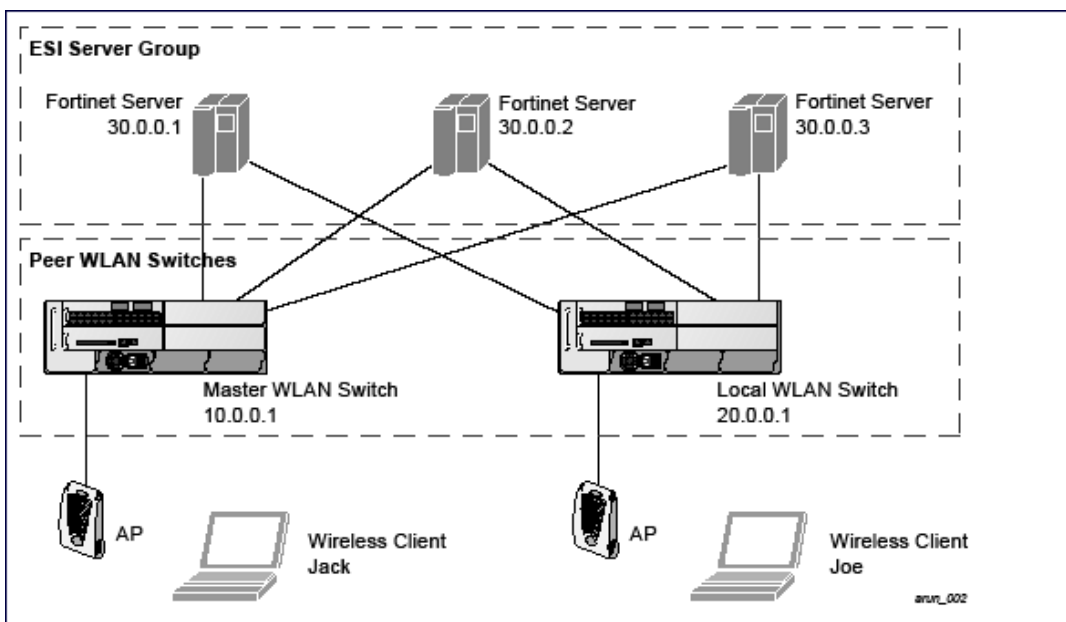 ESI Server Group
Fortinet Server
30.0.0.1
Fortinet Server
30.0.0.2
Fortinet Server
30.0.0.3
Peer WLAN Switches
Master WLAN Switch
10.0.0.1
Local WLAN Switch
20.0.0.1
AP
Wireless Client
Jack
AP
Wireless Client
Joe
arun_002